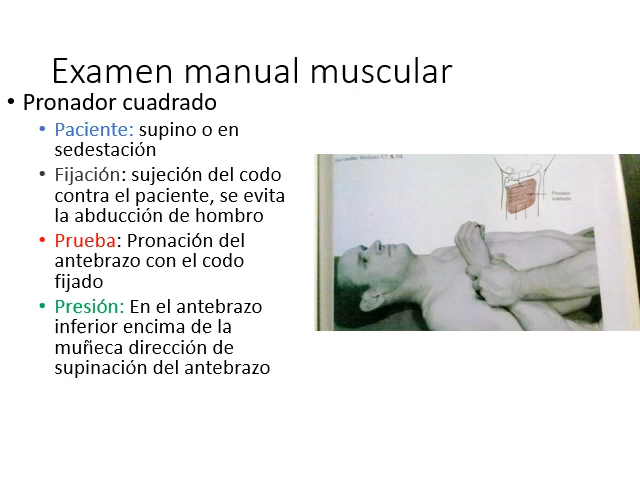 Examen manual muscular
• Pronador cuadrado
• Paciente: supino o en
sedestación
• Fijación: sujeción del codo
contra el paciente, se evita
la abducción de hombro
• Prueba: Pronación del
antebrazo con el codo
fijado
• Presión: En el antebrazo
inferior encima de la
muñeca dirección de
supinación del antebrazo
Pronador
cuadrado